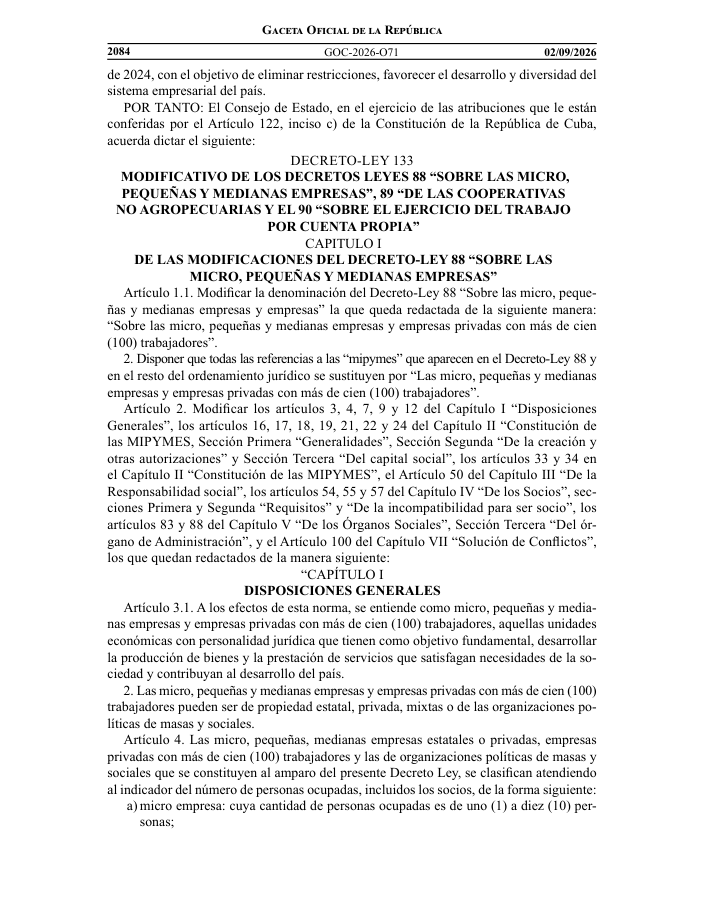 GACETA OFICIAL DE LA REPÚBLICA
2084 GOC-2026-O71 02/09/2026
de 2024, con el objetivo de eliminar restricciones, favorecer el desarrollo y diversidad del
sistema empresarial del país.
POR TANTO: El Consejo de Estado, en el ejercicio de las atribuciones que le están
conferidas por el Artículo 122, inciso c) de la Constitución de la República de Cuba,
acuerda dictar el siguiente:
DECRETO-LEY 133
MODIFICATIVO DE LOS DECRETOS LEYES 88 “SOBRE LAS MICRO,
PEQUEÑAS Y MEDIANAS EMPRESAS”, 89 “DE LAS COOPERATIVAS
NO AGROPECUARIAS Y EL 90 “SOBRE EL EJERCICIO DEL TRABAJO
POR CUENTA PROPIA”
CAPITULO I
DE LAS MODIFICACIONES DEL DECRETO-LEY 88 “SOBRE LAS
MICRO, PEQUEÑAS Y MEDIANAS EMPRESAS”
Artículo 1.1. Modificar la denominación del Decreto-Ley 88 “Sobre las micro, peque-
ñas y medianas empresas y empresas” la que queda redactada de la siguiente manera:
“Sobre las micro, pequeñas y medianas empresas y empresas privadas con más de cien
(100) trabajadores”.
2. Disponer que todas las referencias a las “mipymes” que aparecen en el Decreto-Ley 88 y
en el resto del ordenamiento jurídico se sustituyen por “Las micro, pequeñas y medianas
empresas y empresas privadas con más de cien (100) trabajadores”.
Artículo 2. Modificar los artículos 3, 4, 7, 9 y 12 del Capítulo I “Disposiciones
Generales”, los artículos 16, 17, 18, 19, 21, 22 y 24 del Capítulo II “Constitución de
las MIPYMES, Sección Primera “Generalidades”, Sección Segunda “De la creación y
otras autorizaciones” y Sección Tercera “Del capital social”, los artículos 33 y 34 en
el Capítulo II “Constitución de las MIPYMES”, el Artículo 50 del Capítulo III “De la
Responsabilidad social”, los artículos 54, 55 y 57 del Capítulo IV “De los Socios”, sec-
ciones Primera y Segunda “Requisitos” y “De la incompatibilidad para ser socio”, los
artículos 83 y 88 del Capítulo V “De los Órganos Sociales”, Sección Tercera “Del ór-
gano de Administración”, y el Artículo 100 del Capítulo VII “Solución de Conflictos”,
los que quedan redactados de la manera siguiente:
“CAPÍTULO I
DISPOSICIONES GENERALES
Artículo 3.1. A los efectos de esta norma, se entiende como micro, pequeñas y media-
nas empresas y empresas privadas con más de cien (100) trabajadores, aquellas unidades
económicas con personalidad jurídica que tienen como objetivo fundamental, desarrollar
la producción de bienes y la prestación de servicios que satisfagan necesidades de la so-
ciedad y contribuyan al desarrollo del país.
2. Las micro, pequeñas y medianas empresas y empresas privadas con más de cien (100)
trabajadores pueden ser de propiedad estatal, privada, mixtas o de las organizaciones po-
líticas de masas y sociales.
Artículo 4. Las micro, pequeñas, medianas empresas estatales o privadas, empresas
privadas con más de cien (100) trabajadores y las de organizaciones políticas de masas y
sociales que se constituyen al amparo del presente Decreto Ley, se clasifican atendiendo
al indicador del número de personas ocupadas, incluidos los socios, de la forma siguiente:
a) micro empresa: cuya cantidad de personas ocupadas es de uno (1) a diez (10) per-
sonas;